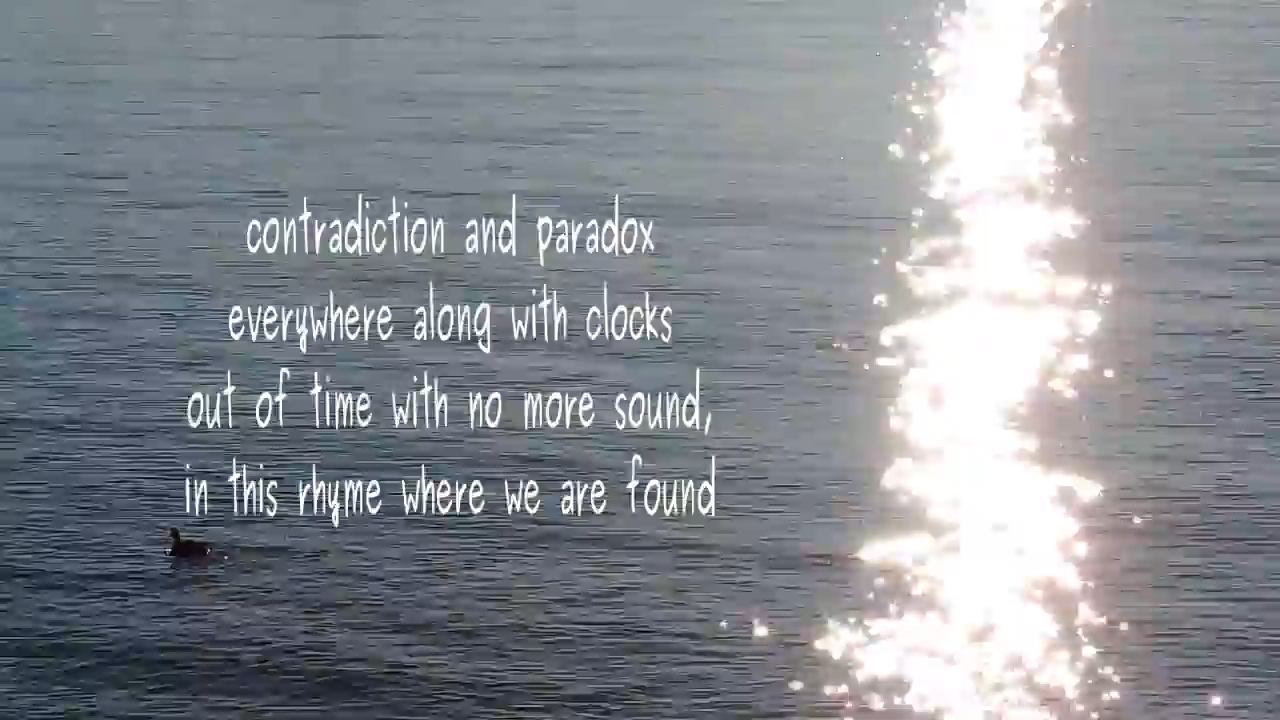 contradiction and paradox
everywhere along with clocks
out of time with no more sound,
in this rhyme where we are found